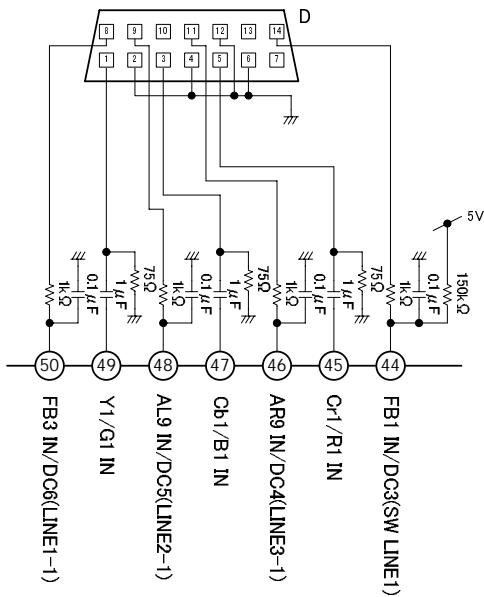 D
8 9 10 11 12 13 14
1 2 3 4 5 6 7
5V
1kΩ
0.1μF
1μF
75Ω
1kΩ
0.1μF
1μF
75Ω
1kΩ
0.1μF
1μF
75Ω
1kΩ
0.1μF
150kΩ
50 49 48 47 46 45 44
FB3 IN/DC6(LINE1-1)
Y1/G1 IN
AL9 IN/DC5(LINE2-1)
Cb1/B1 IN
AR9 IN/DC4(LINE3-1)
Cr1/R1 IN
FB1 IN/DC3(SW LINE1)